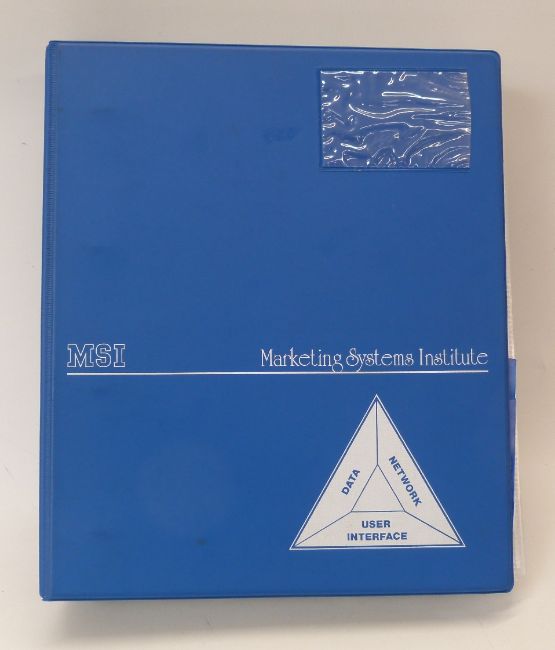 MSI
Marketing Systems Institute
DATA
NETWORK
USER
INTERFACE